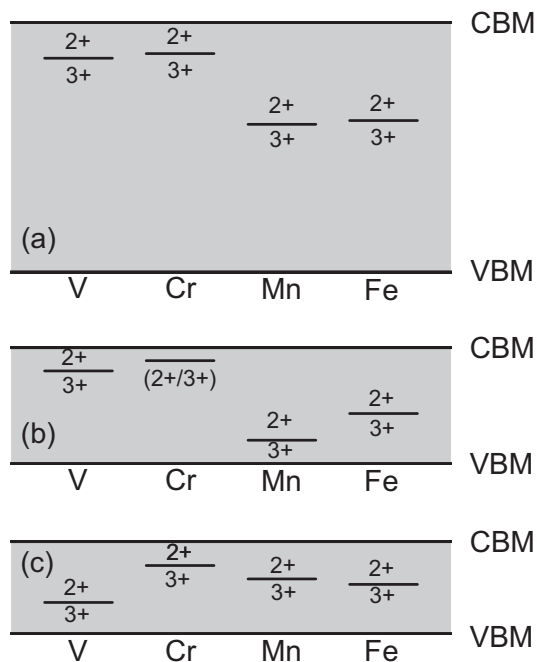 CBM
2+ 2+
3+ 3+
2+ 2+
3+ 3+
(a)
VBM
V Cr Mn Fe
CBM
2+
3+ (2+/3+)
2+
2+
3+
(b)
3+
VBM
V Cr Mn Fe
CBM
(c) 2+ 2+ 2+
3+ 3+ 3+
2+
3+
VBM
V Cr Mn Fe